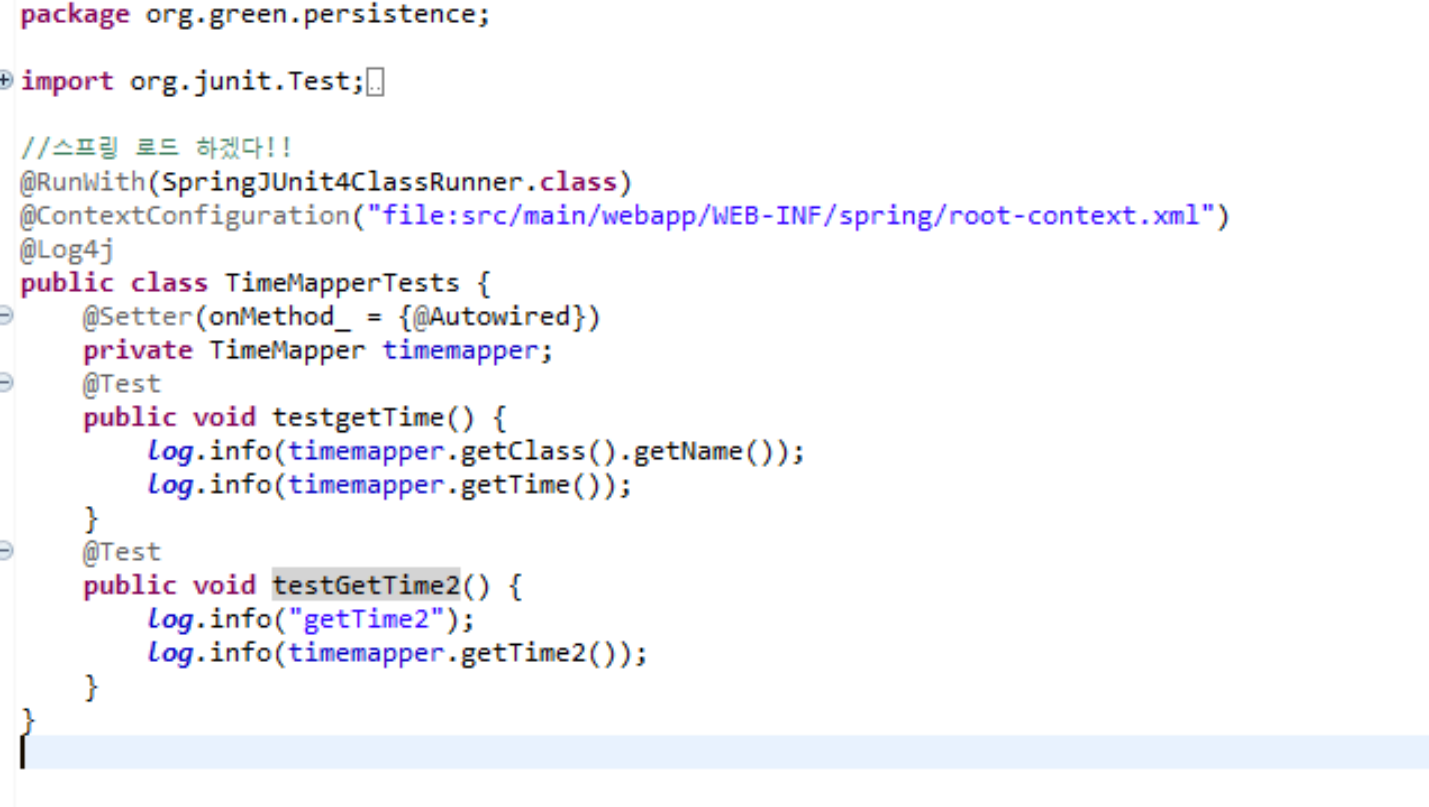 package org.green.persistence;
import org.junit.Test;
//스프링 로드 하겠다!!
@RunWith(SpringJUnit4ClassRunner.class)
@ContextConfiguration("file:src/main/webapp/WEB-INF/spring/root-context.xml")
@Log4j
public class TimeMapperTests {
    @Setter(onMethod_ = {@Autowired})
    private TimeMapper timemapper;
    @Test
    public void testgetTime() {
        log.info(timemapper.getClass().getName());
        log.info(timemapper.getTime());
    }
    @Test
    public void testGetTime2() {
        log.info("getTime2");
        log.info(timemapper.getTime2());
    }
}